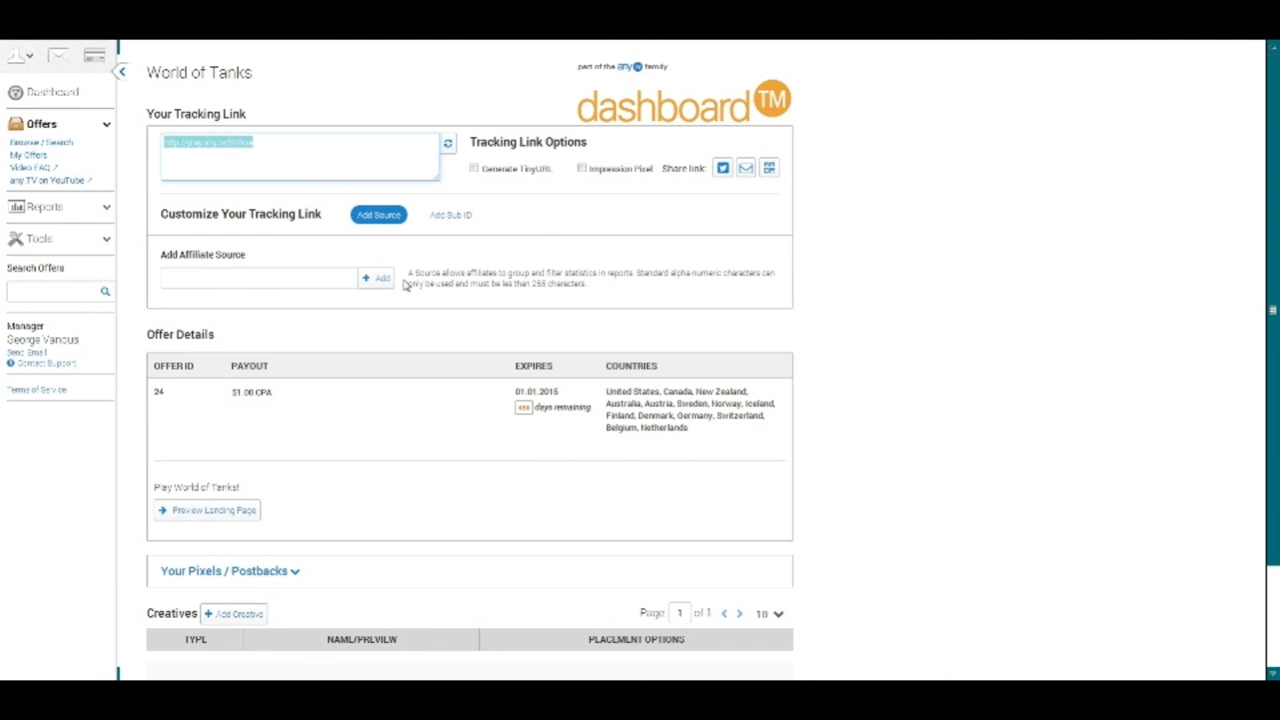 World of Tanks
part of the any TV family
dashboard TM
Dashboard
Your Tracking Link
Offers
Tracking Link Options
Browse / Search
My Offers
Generate TinyURL
Impression Pixel
Share link:
Video FAQ
any.TV on YouTube
Reports
Customize Your Tracking Link
Add Source
Add Sub ID
Tools
Add Affiliate Source
Search Offers
+ Add
A Source allows affiliates to group and filter statistics in reports. Standard alpha numeric characters can
only be used and must be les than 255 characters.
Manager
George Vanous
Send Email
Contact Support
Terms of Service
Offer Details
OFFER ID PAYOUT EXPIRES COUNTRIES
24 $1.00 CPA 01.01.2015 United States, Canada, New Zealand,
days remaining Australia, Austria, Sweden, Norway, Iceland,
Finland, Denmark, Germany, Switzerland,
Belgium, Netherlands
Play World of Tanks!
Preview Landing Page
Your Pixels / Postbacks
Creatives + Add Creative Page 1 of 1 10
TYPE NAME/PREVIEW PLACEMENT OPTIONS